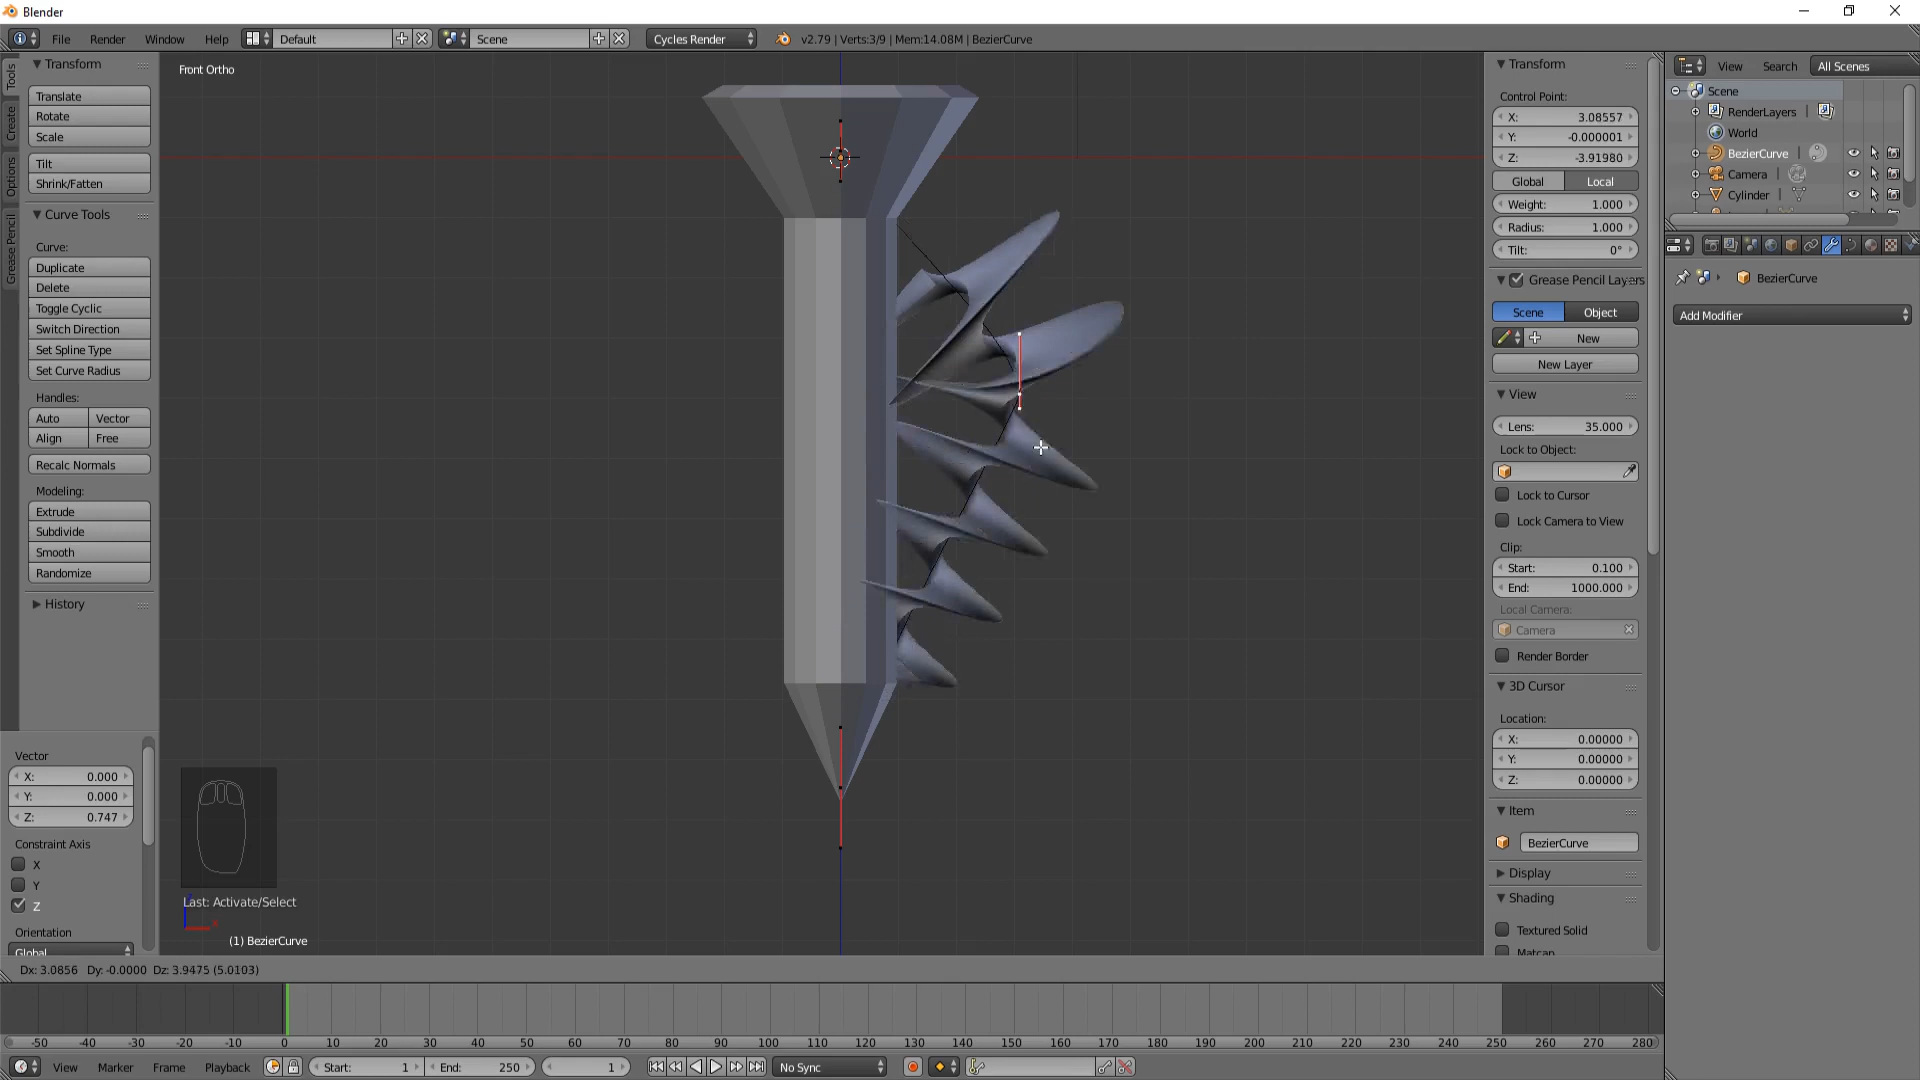 Blender
File Render Window Help Default Scene Cycles Render v2.79 | Verts:3/9 | Mem:14.08M | BezierCurve
Tools
Create
Options
Grease Pencil
Transform
Translate
Rotate
Scale
Tilt
Shrink/Fatten
Curve Tools
Curve:
Duplicate
Delete
Toggle Cyclic
Switch Direction
Set Spline Type
Set Curve Radius
Handles:
Auto Vector
Align Free
Recalc Normals
Modeling:
Extrude
Subdivide
Smooth
Randomize
History
Vector
X: 0.000
Y: 0.000
Z: 0.747
Constraint Axis
X
Y
Z
Orientation
Global
Front Ortho
Last: Activate/Select
(1) BezierCurve
Dx: 3.0856 Dy: -0.0000 Dz: 3.9475 (5.0103)
Transform
Control Point:
X: 3.08557
Y: -0.000001
Z: -3.91980
Global Local
Weight: 1.000
Radius: 1.000
Tilt: 0°
Grease Pencil Layers
Scene Object
New
New Layer
View
Lens: 35.000
Lock to Object:
Lock to Cursor
Lock Camera to View
Clip:
Start: 0.100
End: 1000.000
Local Camera:
Camera
Render Border
3D Cursor
Location:
X: 0.00000
Y: 0.00000
Z: 0.00000
Item
BezierCurve
Display
Shading
Textured Solid
Matcap
View Search All Scenes
Scene
RenderLayers
World
BezierCurve
Camera
Cylinder
BezierCurve
Add Modifier
-50 -40 -30 -20 -10 0 10 20 30 40 50 60 70 80 90 100 110 120 130 140 150 160 170 180 190 200 210 220 230 240 250 260 270 280
View Marker Frame Playback Start: 1 End: 250 1 No Sync